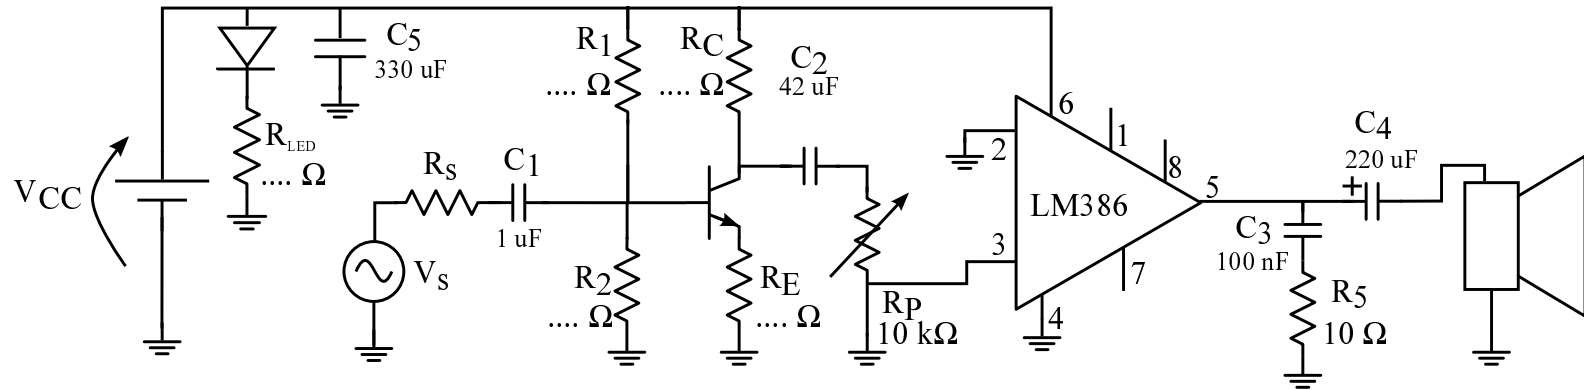 VCC
RLED
.... Ω
C5
330 uF
Rs
C1
1 uF
Vs
R1
.... Ω
R2
.... Ω
RC
.... Ω
C2
42 uF
RE
.... Ω
RP
10 kΩ
2
3
6
1
8
LM386
5
7
4
C3
100 nF
R5
10 Ω
C4
220 uF
+